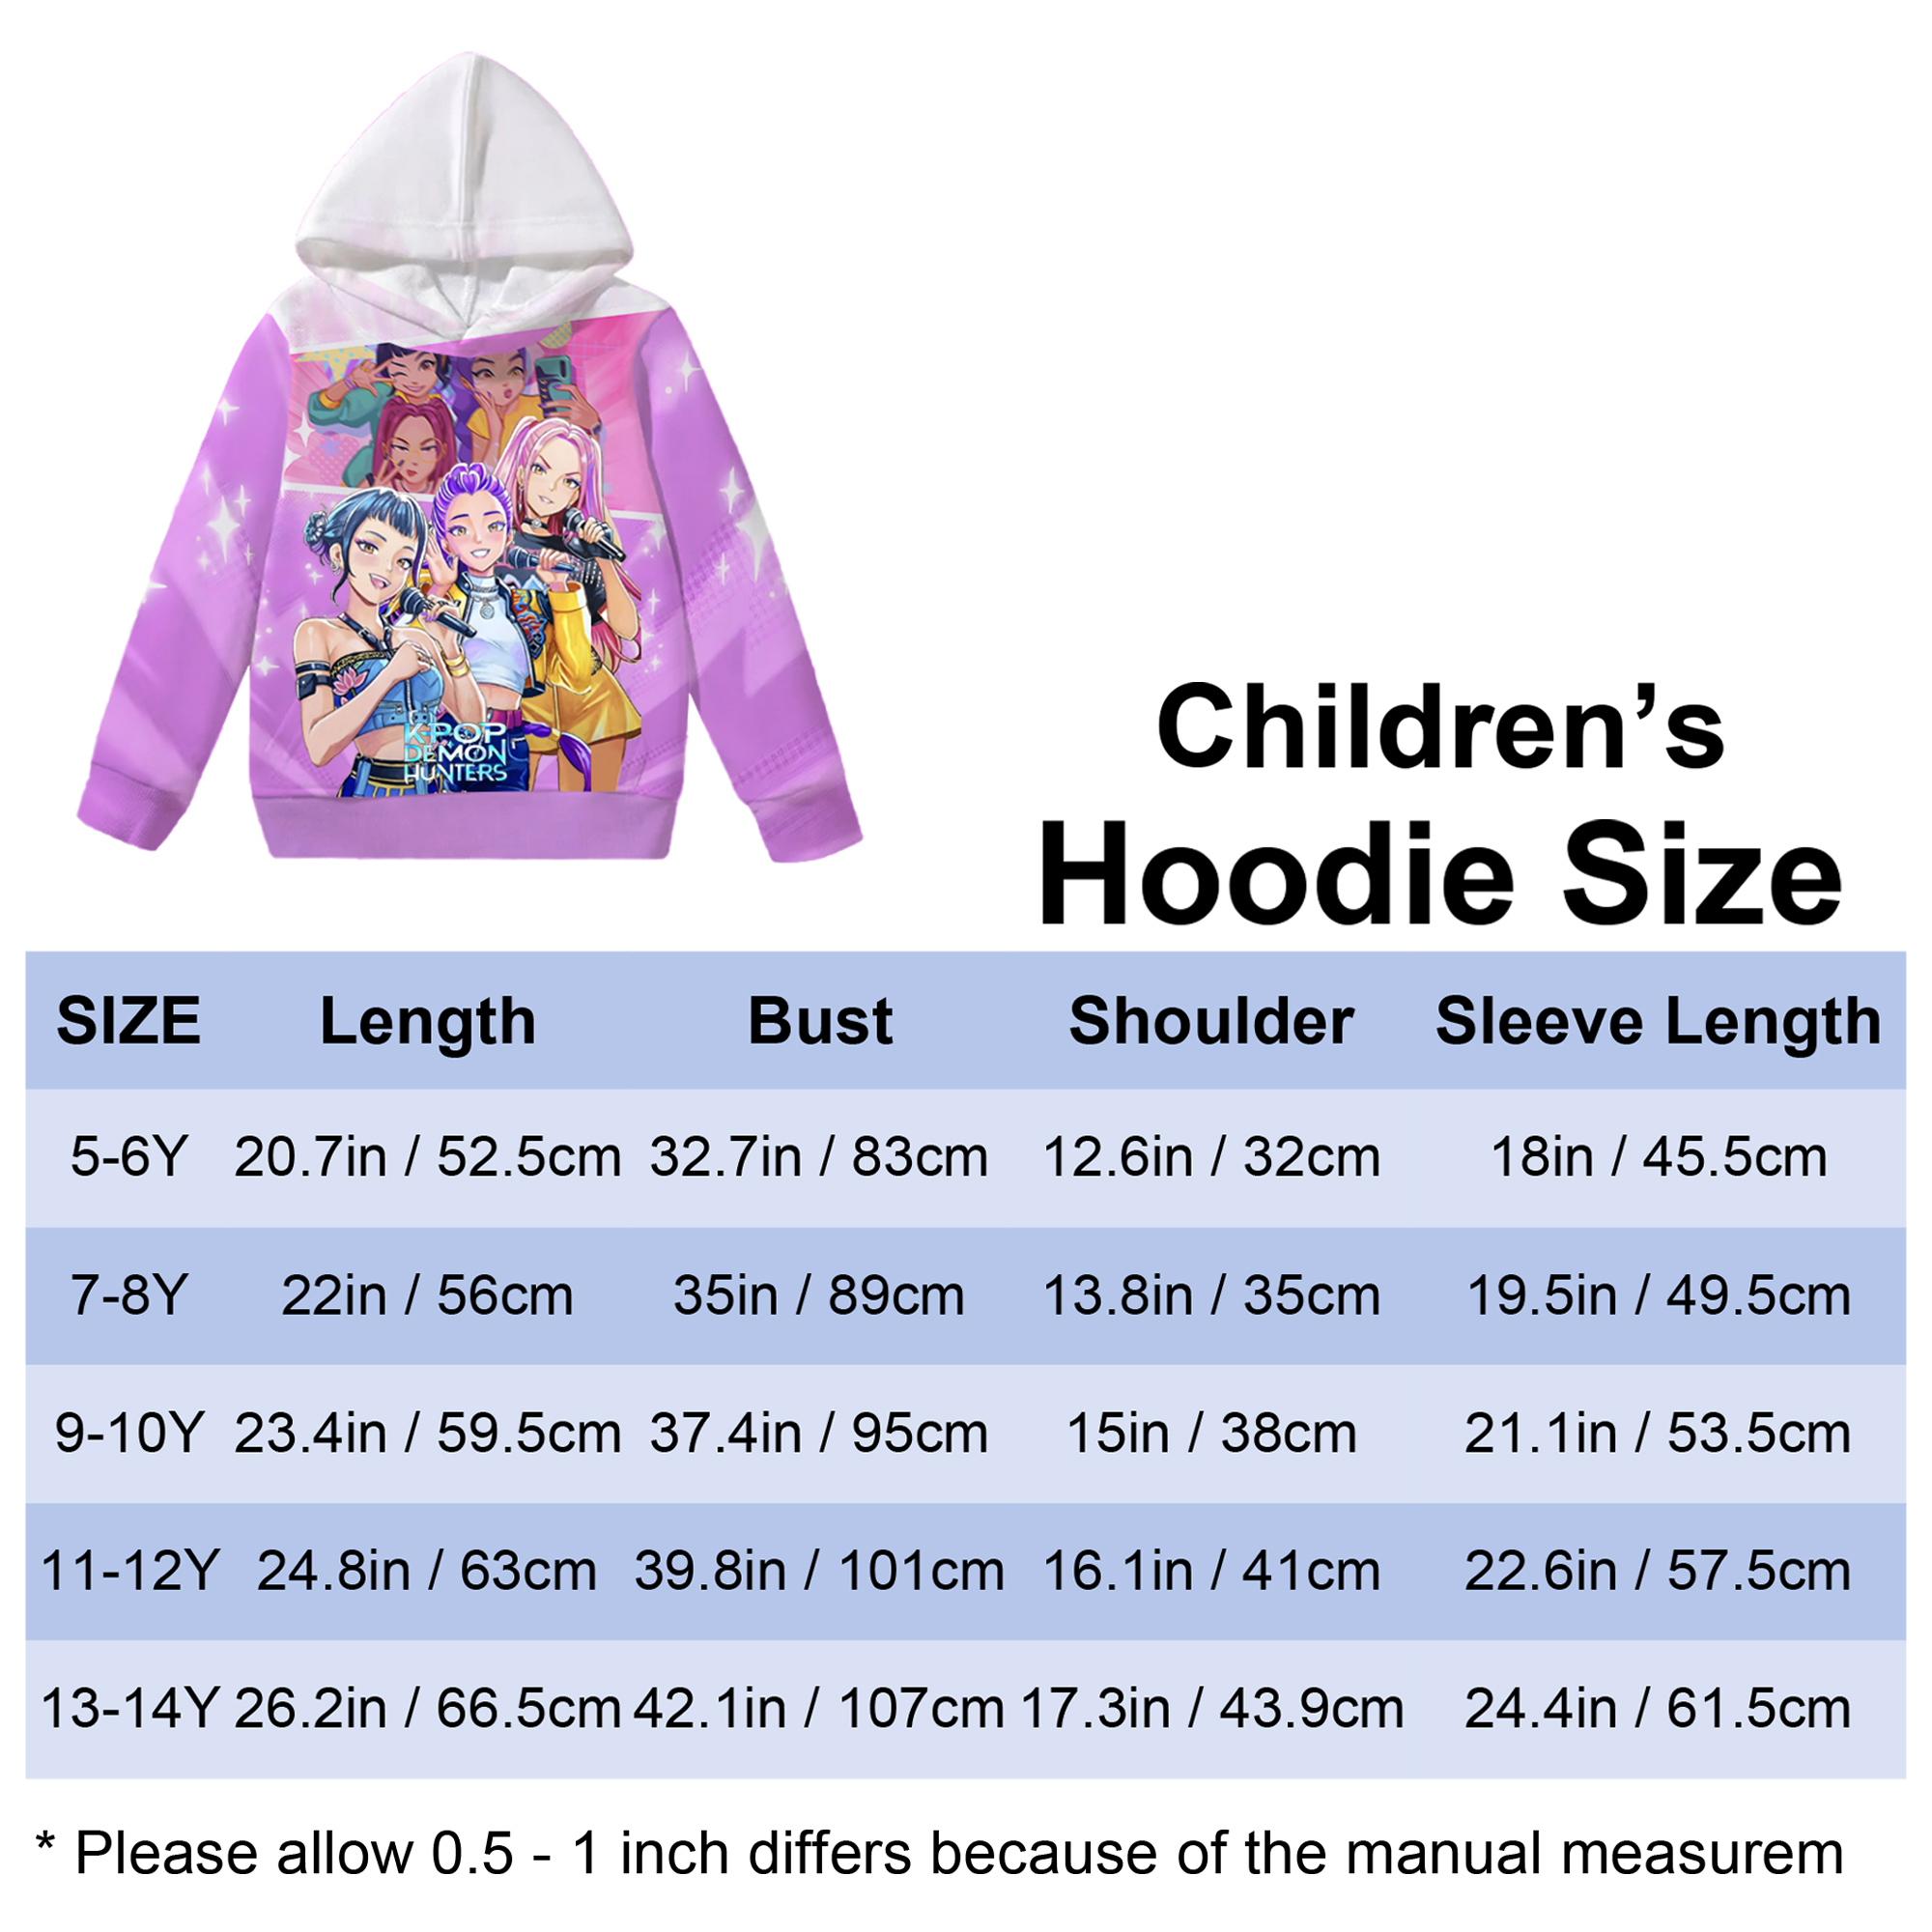 K-POP
DEMON
HUNTERS
Children’s
Hoodie Size
SIZE Length Bust Shoulder Sleeve Length
5-6Y 20.7in / 52.5cm 32.7in / 83cm 12.6in / 32cm 18in / 45.5cm
7-8Y 22in / 56cm 35in / 89cm 13.8in / 35cm 19.5in / 49.5cm
9-10Y 23.4in / 59.5cm 37.4in / 95cm 15in / 38cm 21.1in / 53.5cm
11-12Y 24.8in / 63cm 39.8in / 101cm 16.1in / 41cm 22.6in / 57.5cm
13-14Y 26.2in / 66.5cm 42.1in / 107cm 17.3in / 43.9cm 24.4in / 61.5cm
* Please allow 0.5 - 1 inch differs because of the manual measurem